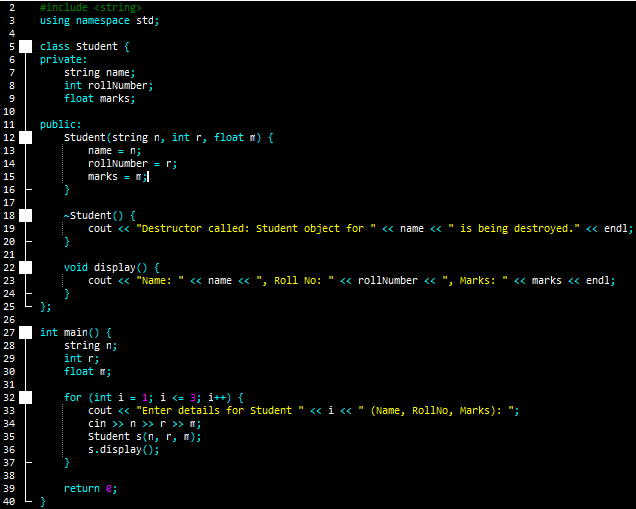 2 #include <string>
3 using namespace std;
4
5 class Student {
6 private:
7 string name;
8 int rollNumber;
9 float marks;
10
11 public:
12 Student(string n, int r, float m) {
13 name = n;
14 rollNumber = r;
15 marks = m;
16 }
17
18 ~Student() {
19 cout << "Destructor called: Student object for " << name << " is being destroyed." << endl;
20 }
21
22 void display() {
23 cout << "Name: " << name << ", Roll No: " << rollNumber << ", Marks: " << marks << endl;
24 }
25 };
26
27 int main() {
28 string n;
29 int r;
30 float m;
31
32 for (int i = 1; i <= 3; i++) {
33 cout << "Enter details for Student " << i << " (Name, RollNo, Marks): ";
34 cin >> n >> r >> m;
35 Student s(n, r, m);
36 s.display();
37 }
38
39 return 0;
40 }